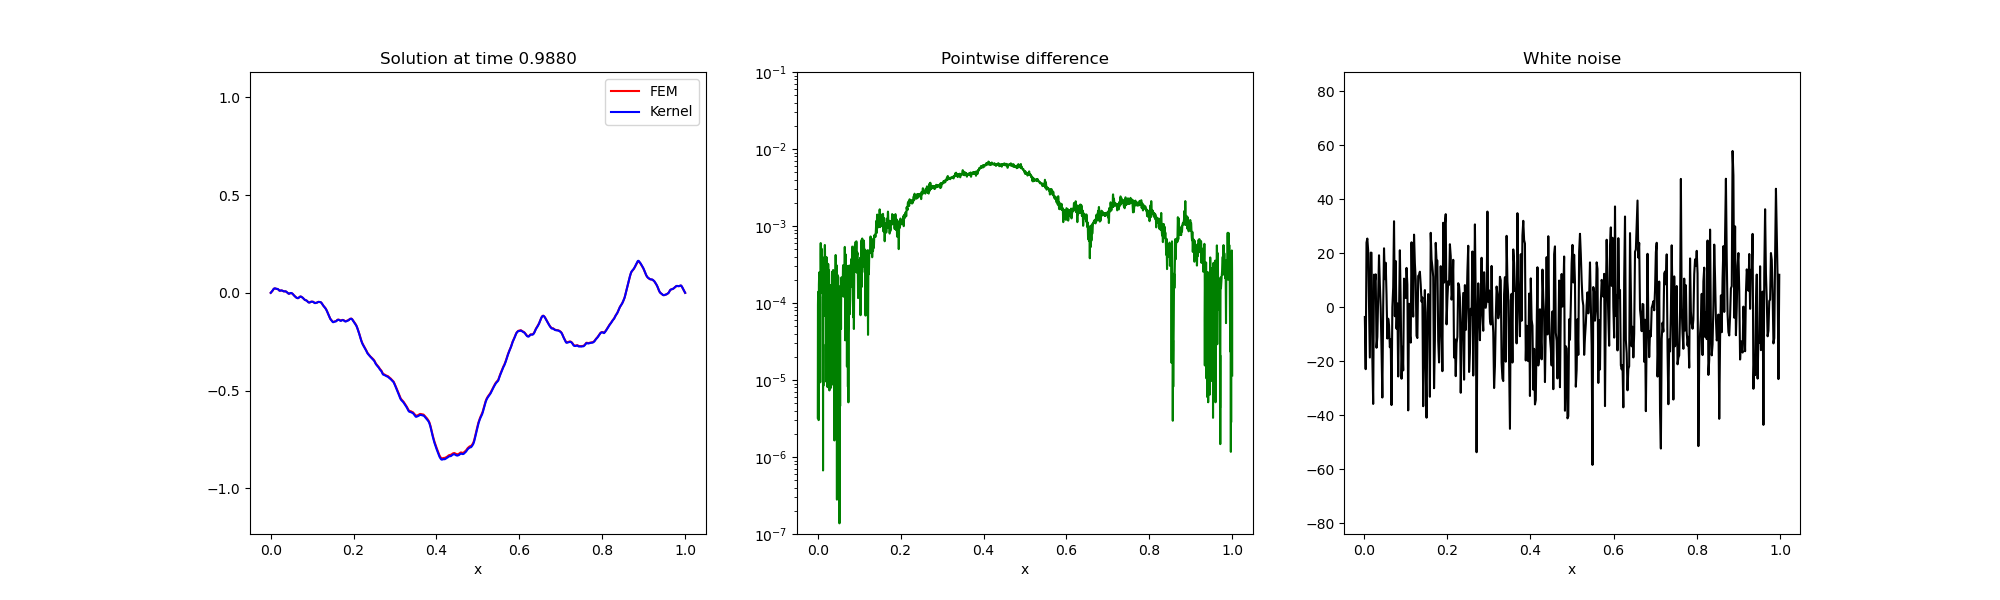 Solution at time 0.9880
1.0
0.5
0.0
−0.5
−1.0
0.0 0.2 0.4 0.6 0.8 1.0
x
FEM
Kernel
Pointwise difference
10⁻¹
10⁻²
10⁻³
10⁻⁴
10⁻⁵
10⁻⁶
10⁻⁷
0.0 0.2 0.4 0.6 0.8 1.0
x
White noise
80
60
40
20
0
−20
−40
−60
−80
0.0 0.2 0.4 0.6 0.8 1.0
x